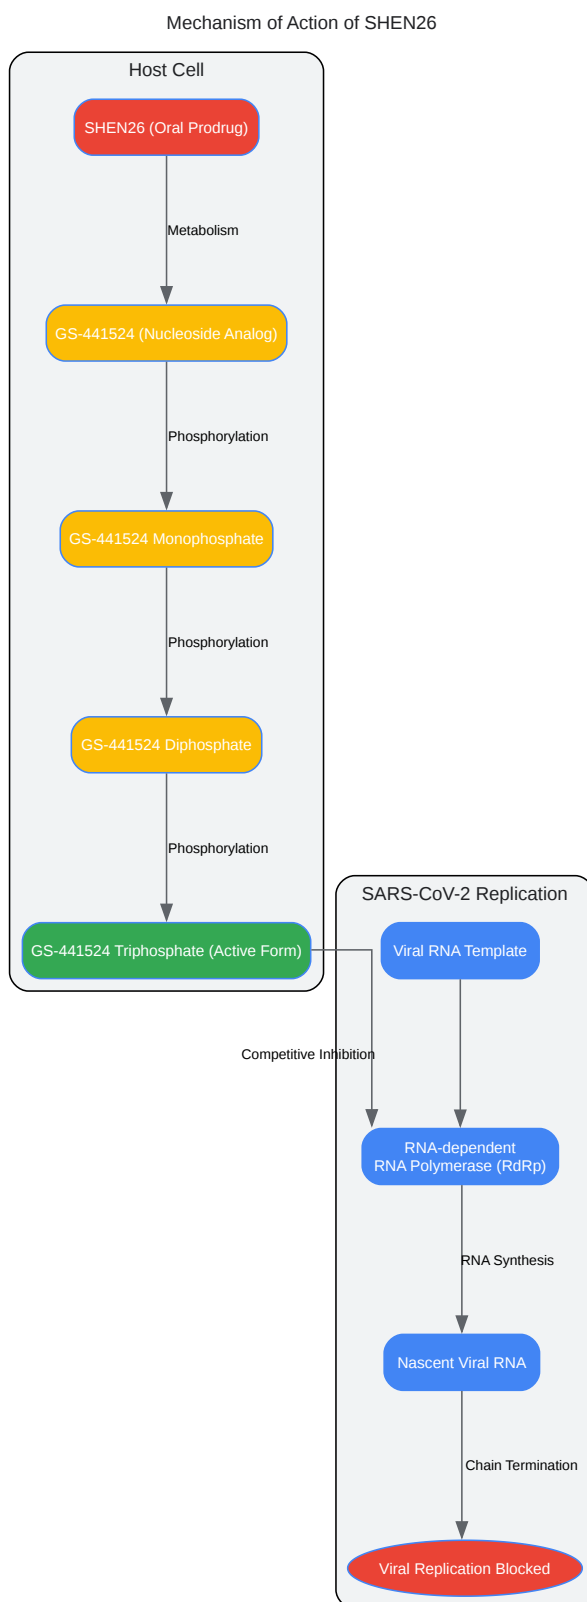 Mechanism of Action of SHEN26
Host Cell
SHEN26 (Oral Prodrug)
Metabolism
GS-441524 (Nucleoside Analog)
Phosphorylation
GS-441524 Monophosphate
Phosphorylation
GS-441524 Diphosphate
Phosphorylation
GS-441524 Triphosphate (Active Form)
SARS-CoV-2 Replication
Viral RNA Template
Competitive Inhibition
RNA-dependent
RNA Polymerase (RdRp)
RNA Synthesis
Nascent Viral RNA
Chain Termination
Viral Replication Blocked